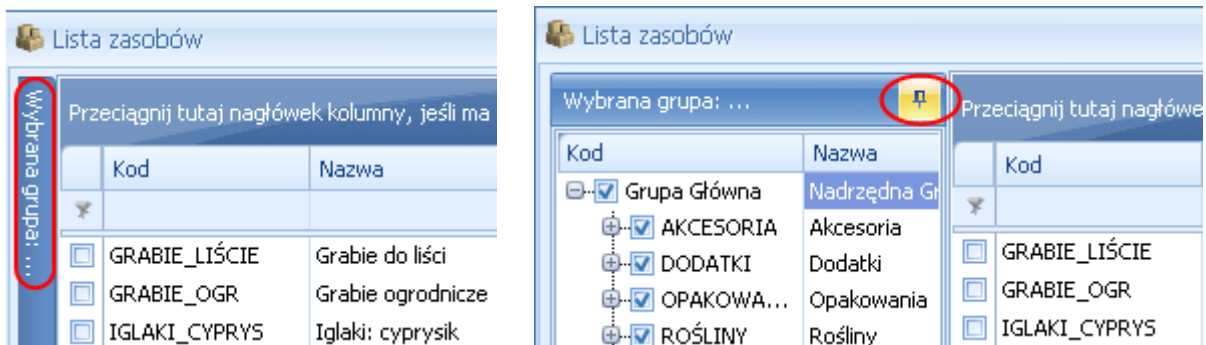 Lista zasobów
Wybrana grupa: ...
Przeciągnij tutaj nagłówek kolumny, jeśli ma
Kod Nazwa
GRABIE_LIŚCIE Grabie do liści
GRABIE_OGR Grabie ogrodnicze
IGLAKI_CYPRYS Iglaki: cyprysik
Lista zasobów
Wybrana grupa: ...
Kod Nazwa
Grupa Główna Nadrzędna Gr
AKCESORIA Akcesoria
DODATKI Dodatki
OPAKOWA... Opakowania
ROŚLINY Rośliny
Przeciągnij tutaj nagłówe
Kod
GRABIE_LIŚCIE
GRABIE_OGR
IGLAKI_CYPRYS